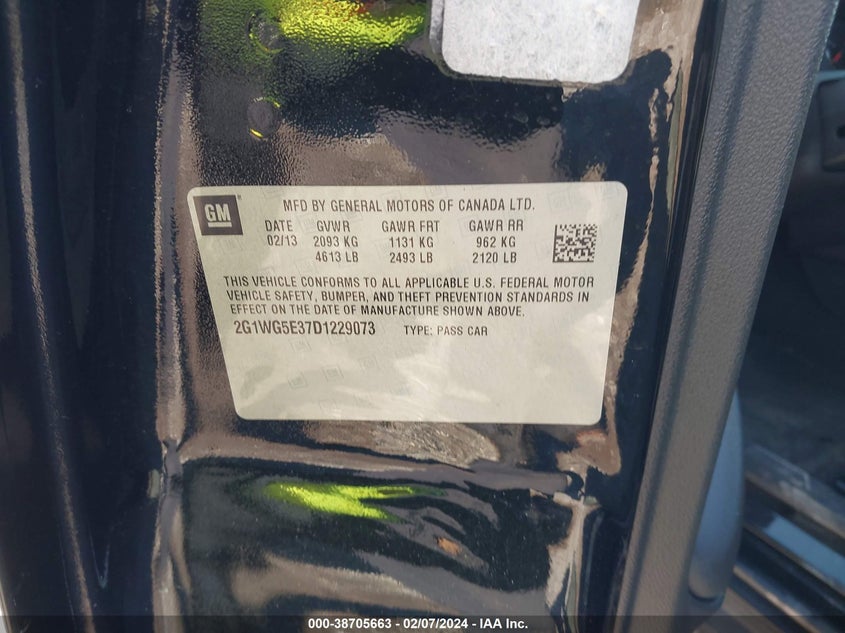 GM
MFD BY GENERAL MOTORS OF CANADA LTD.
DATE GVWR GAWR FRT GAWR RR
02/13 2093 KG 1131 KG 962 KG
4613 LB 2493 LB 2120 LB
THIS VEHICLE CONFORMS TO ALL APPLICABLE U.S. FEDERAL MOTOR
VEHICLE SAFETY, BUMPER, AND THEFT PREVENTION STANDARDS IN
EFFECT ON THE DATE OF MANUFACTURE SHOWN ABOVE.
2G1WG5E37D1229073 TYPE: PASS CAR
000-38705663 - 02/07/2024 - IAA Inc.